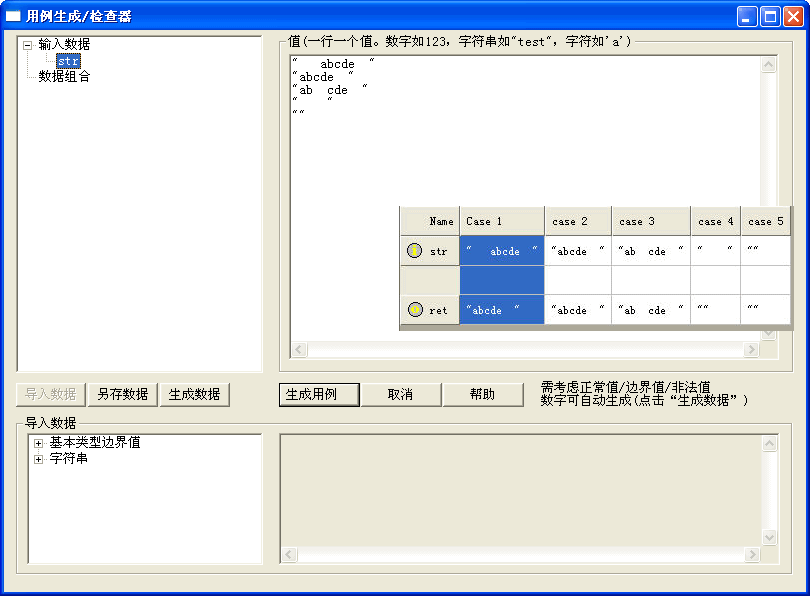 用例生成/检查器
输入数据
str
数据组合
值(一行一个值。数字如123，字符串如"test"，字符如'a')
"   abcde  "
"abcde  "
"ab  cde  "
"    "
""
Name Case 1 case 2 case 3 case 4 case 5
I str "   abcde  " "abcde  " "ab  cde  " "    " ""
O ret "abcde  " "abcde  " "ab  cde  " "" ""
导入数据 另存数据 生成数据 生成用例 取消 帮助
需考虑正常值/边界值/非法值
数字可自动生成(点击“生成数据”)
导入数据
基本类型边界值
字符串